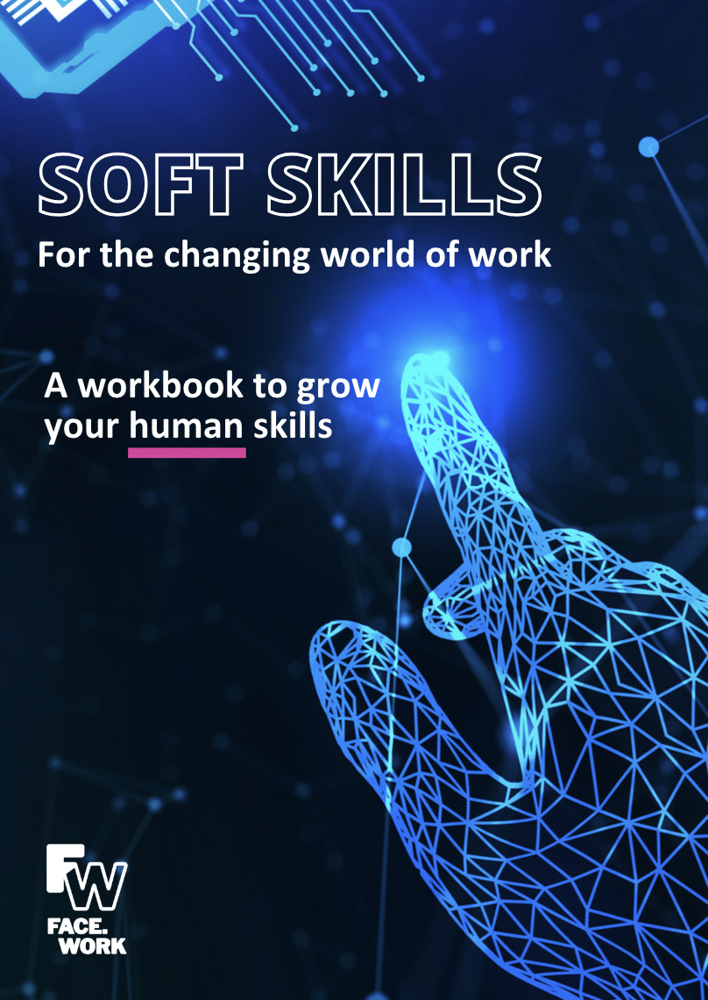 SOFT SKILLS
For the changing world of work
A workbook to grow
your human skills
FW
FACE.
WORK